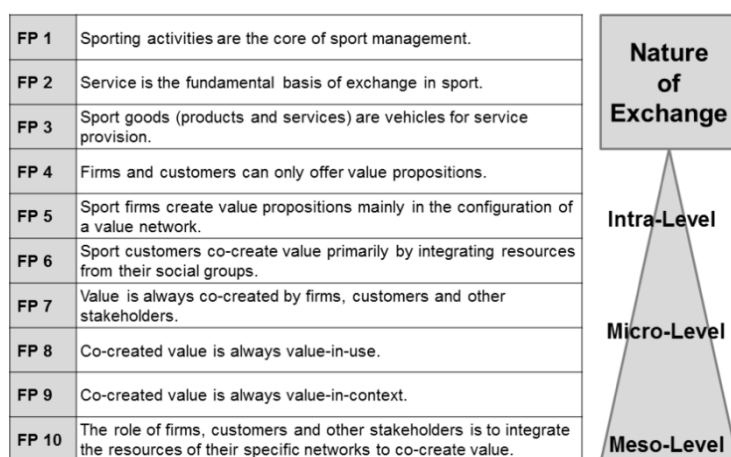 FP 1 Sporting activities are the core of sport management.
FP 2 Service is the fundamental basis of exchange in sport.
FP 3 Sport goods (products and services) are vehicles for service
provision.
FP 4 Firms and customers can only offer value propositions.
FP 5 Sport firms create value propositions mainly in the configuration of
a value network.
FP 6 Sport customers co-create value primarily by integrating resources
from their social groups.
FP 7 Value is always co-created by firms, customers and other
stakeholders.
FP 8 Co-created value is always value-in-use.
FP 9 Co-created value is always value-in-context.
FP 10 The role of firms, customers and other stakeholders is to integrate
the resources of their specific networks to co-create value.
Nature
of
Exchange
Intra-Level
Micro-Level
Meso-Level